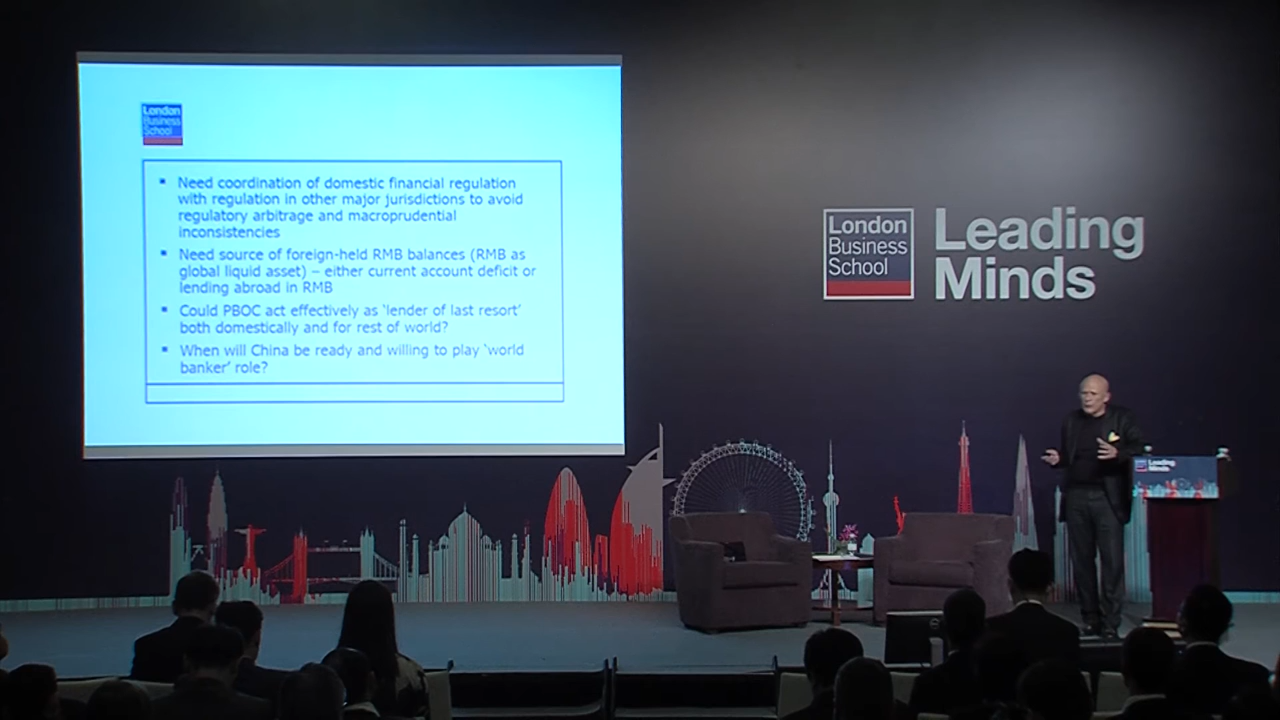 London
Business
School
Need coordination of domestic financial regulation
with regulation in other major jurisdictions to avoid
regulatory arbitrage and macroprudential
inconsistencies
Need source of foreign-held RMB balances (RMB as
global liquid asset) – either current account deficit or
lending abroad in RMB
Could PBOC act effectively as ‘lender of last resort’
both domestically and for rest of world?
When will China be ready and willing to play ‘world
banker’ role?
London
Business
School
Leading
Minds
Leading
Minds